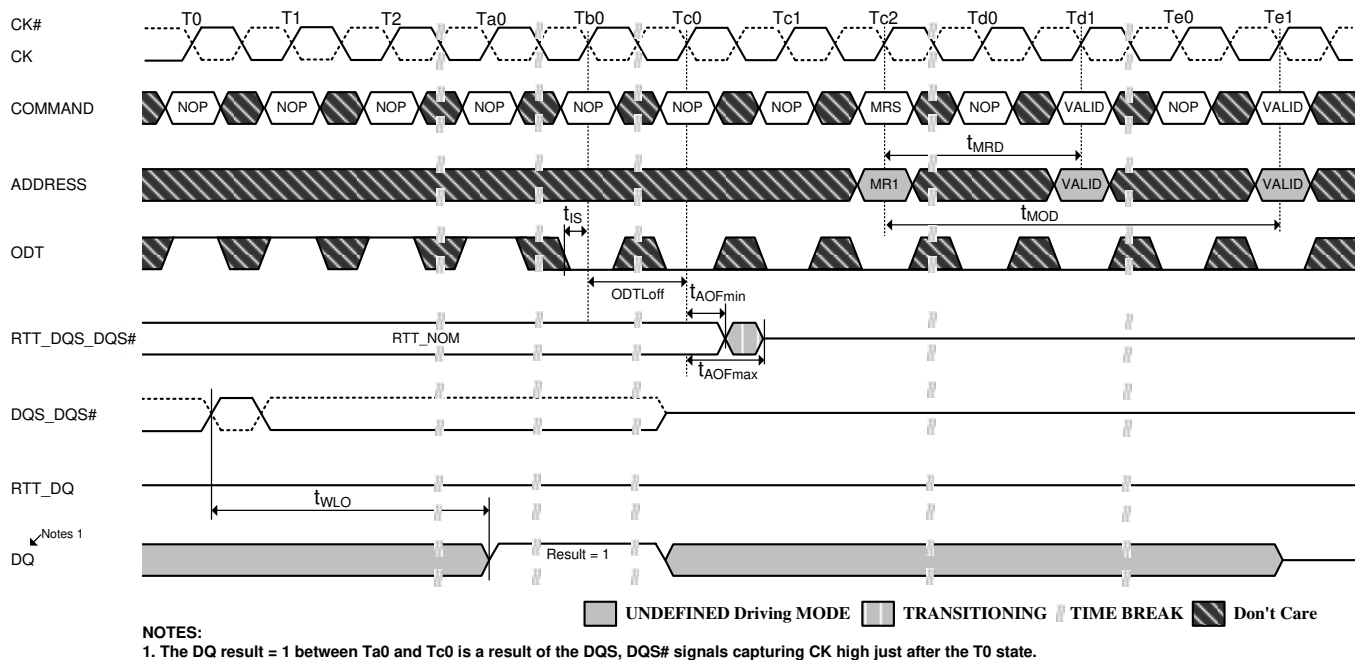 T0 T1 T2 Ta0 Tb0 Tc0 Tc1 Tc2 Td0 Td1 Te0 Te1
CK#
CK
COMMAND NOP NOP NOP NOP NOP NOP NOP MRS NOP VALID NOP VALID
tMRD
ADDRESS MR1 VALID VALID
tIS tMOD
ODT
ODTLoff tAOFmin
RTT_DQS_DQS# RTT_NOM
tAOFmax
DQS_DQS#
RTT_DQ
tWLO
Notes 1
DQ Result = 1
UNDEFINED Driving MODE TRANSITIONING TIME BREAK Don't Care
NOTES:
1. The DQ result = 1 between Ta0 and Tc0 is a result of the DQS, DQS# signals capturing CK high just after the T0 state.